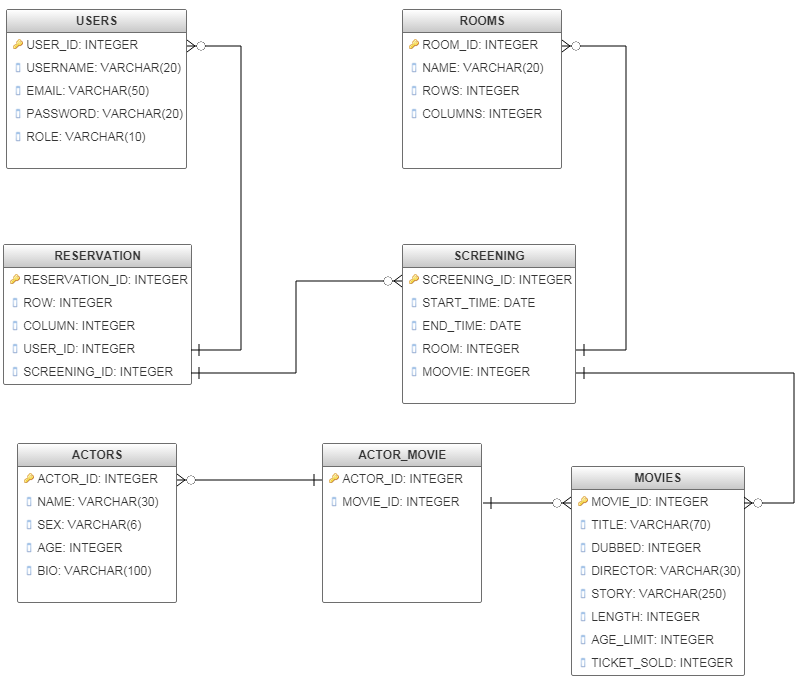 USERS
USER_ID: INTEGER
USERNAME: VARCHAR(20)
EMAIL: VARCHAR(50)
PASSWORD: VARCHAR(20)
ROLE: VARCHAR(10)
ROOMS
ROOM_ID: INTEGER
NAME: VARCHAR(20)
ROWS: INTEGER
COLUMNS: INTEGER
RESERVATION
RESERVATION_ID: INTEGER
ROW: INTEGER
COLUMN: INTEGER
USER_ID: INTEGER
SCREENING_ID: INTEGER
SCREENING
SCREENING_ID: INTEGER
START_TIME: DATE
END_TIME: DATE
ROOM: INTEGER
MOOVIE: INTEGER
ACTORS
ACTOR_ID: INTEGER
NAME: VARCHAR(30)
SEX: VARCHAR(6)
AGE: INTEGER
BIO: VARCHAR(100)
ACTOR_MOVIE
ACTOR_ID: INTEGER
MOVIE_ID: INTEGER
MOVIES
MOVIE_ID: INTEGER
TITLE: VARCHAR(70)
DUBBED: INTEGER
DIRECTOR: VARCHAR(30)
STORY: VARCHAR(250)
LENGTH: INTEGER
AGE_LIMIT: INTEGER
TICKET_SOLD: INTEGER